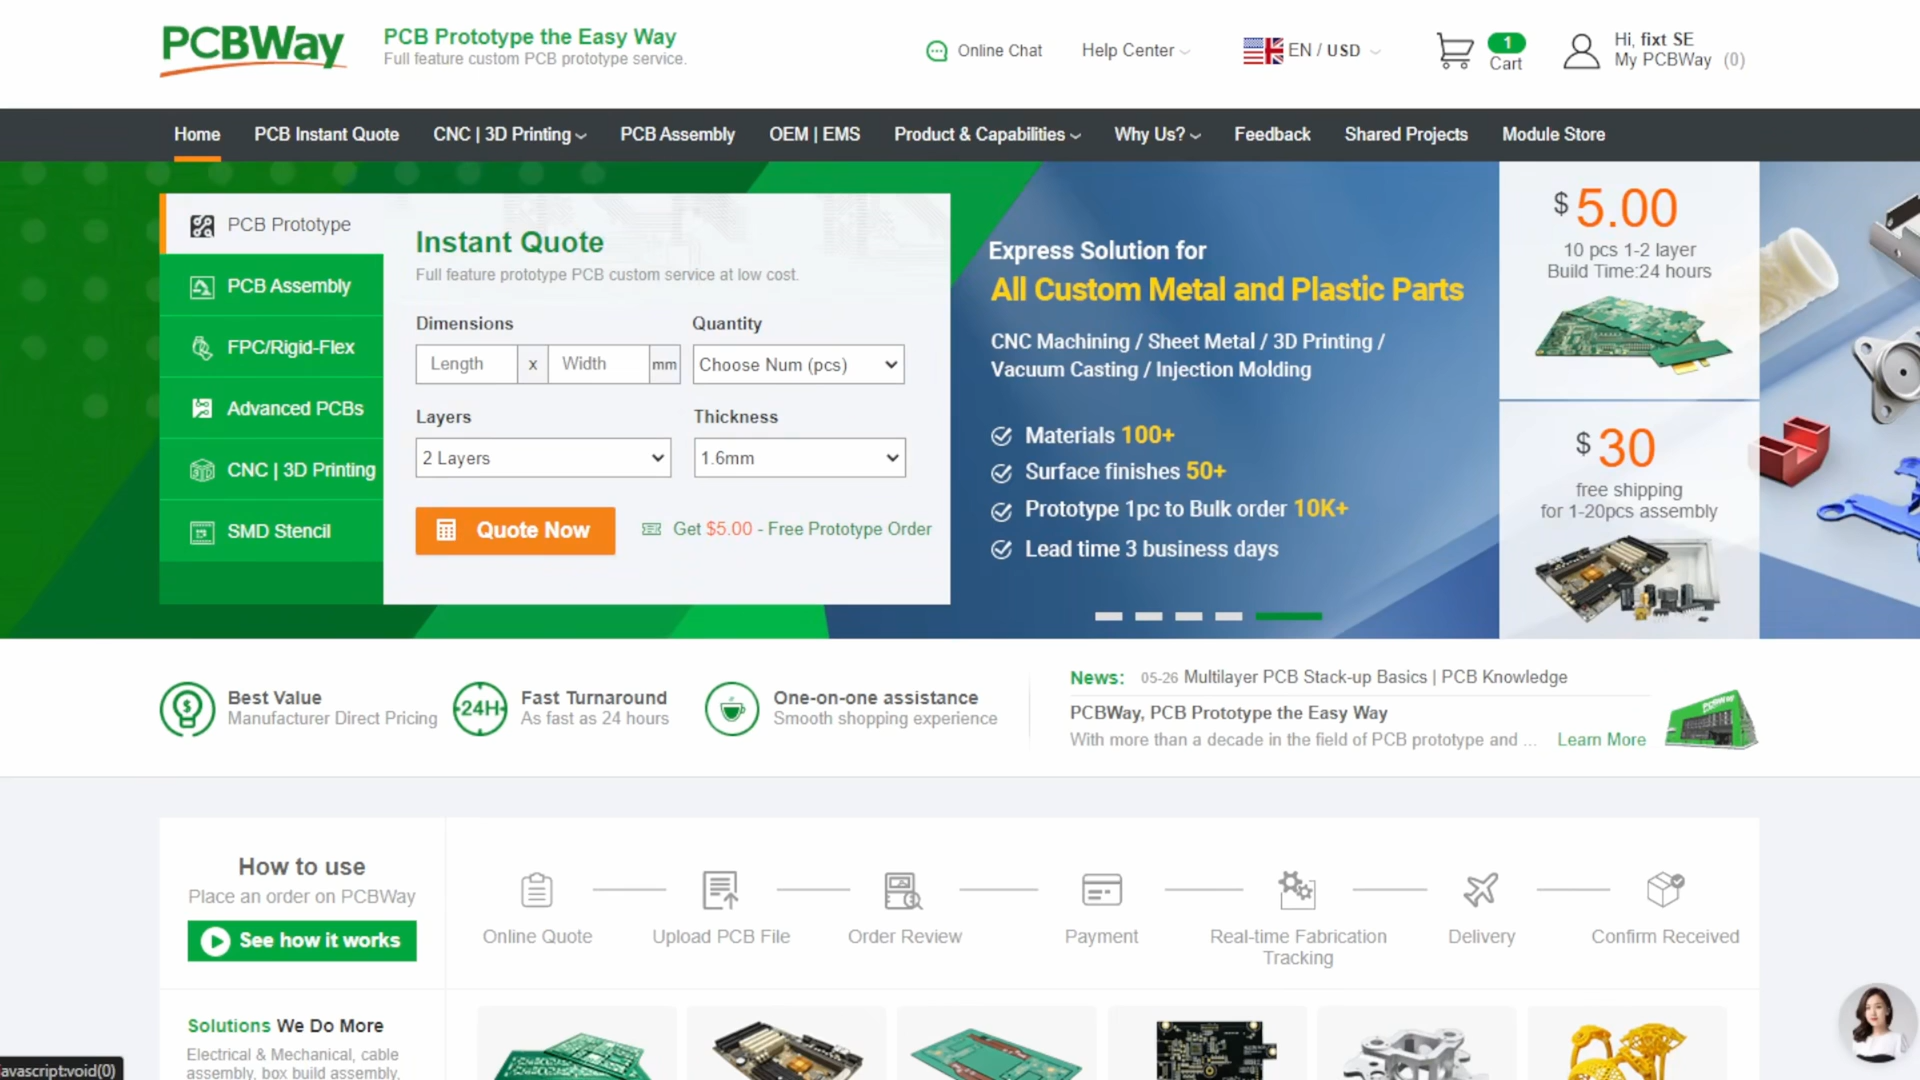 PCBWay
PCB Prototype the Easy Way
Full feature custom PCB prototype service.
Online Chat
Help Center
EN / USD
1
Cart
Hi, fixt SE
My PCBWay (0)
Home
PCB Instant Quote
CNC | 3D Printing
PCB Assembly
OEM | EMS
Product & Capabilities
Why Us?
Feedback
Shared Projects
Module Store
PCB Prototype
PCB Assembly
FPC/Rigid-Flex
Advanced PCBs
CNC | 3D Printing
SMD Stencil
Instant Quote
Full feature prototype PCB custom service at low cost.
Dimensions
Quantity
Length x Width mm
Choose Num (pcs)
Layers
Thickness
2 Layers
1.6mm
Quote Now
Get $5.00 - Free Prototype Order
Express Solution for
All Custom Metal and Plastic Parts
CNC Machining / Sheet Metal / 3D Printing /
Vacuum Casting / Injection Molding
Materials 100+
Surface finishes 50+
Prototype 1pc to Bulk order 10K+
Lead time 3 business days
$ 5.00
10 pcs 1-2 layer
Build Time:24 hours
$ 30
free shipping
for 1-20pcs assembly
Best Value
Manufacturer Direct Pricing
24H
Fast Turnaround
As fast as 24 hours
One-on-one assistance
Smooth shopping experience
News: 05-26 Multilayer PCB Stack-up Basics | PCB Knowledge
PCBWay, PCB Prototype the Easy Way
With more than a decade in the field of PCB prototype and ... Learn More
How to use
Place an order on PCBWay
See how it works
Online Quote
Upload PCB File
Order Review
Payment
Real-time Fabrication
Tracking
Delivery
Confirm Received
Solutions We Do More
Electrical & Mechanical, cable
assembly, box build assembly,
avascript:void(0)